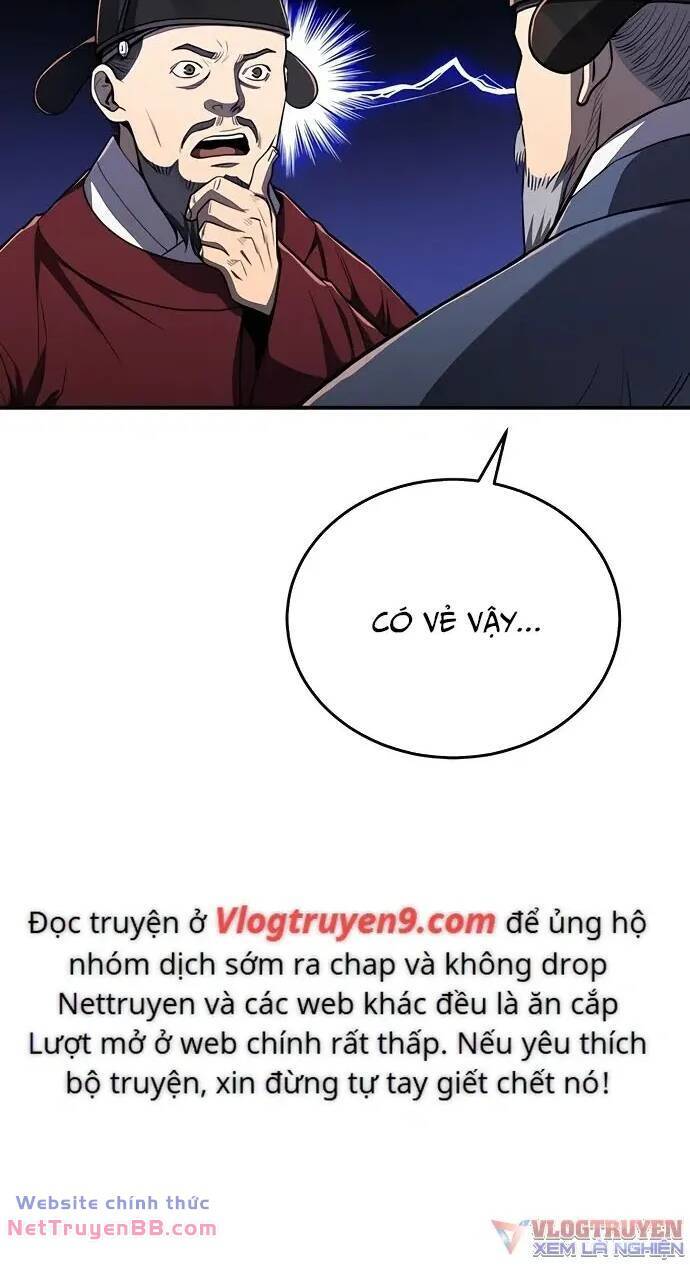 CÓ VẺ VẬY...
Đọc truyện ở Vlogtruyen9.com để ủng hộ
nhóm dịch sớm ra chap và không drop
Nettruyen và các web khác đều là ăn cắp
Lượt mở ở web chính rất thấp. Nếu yêu thích
bộ truyện, xin đừng tự tay giết chết nó!
Website chính thức
NetTruyenBB.com
VLOGTRUYEN
XEM LÀ NGHIỆN